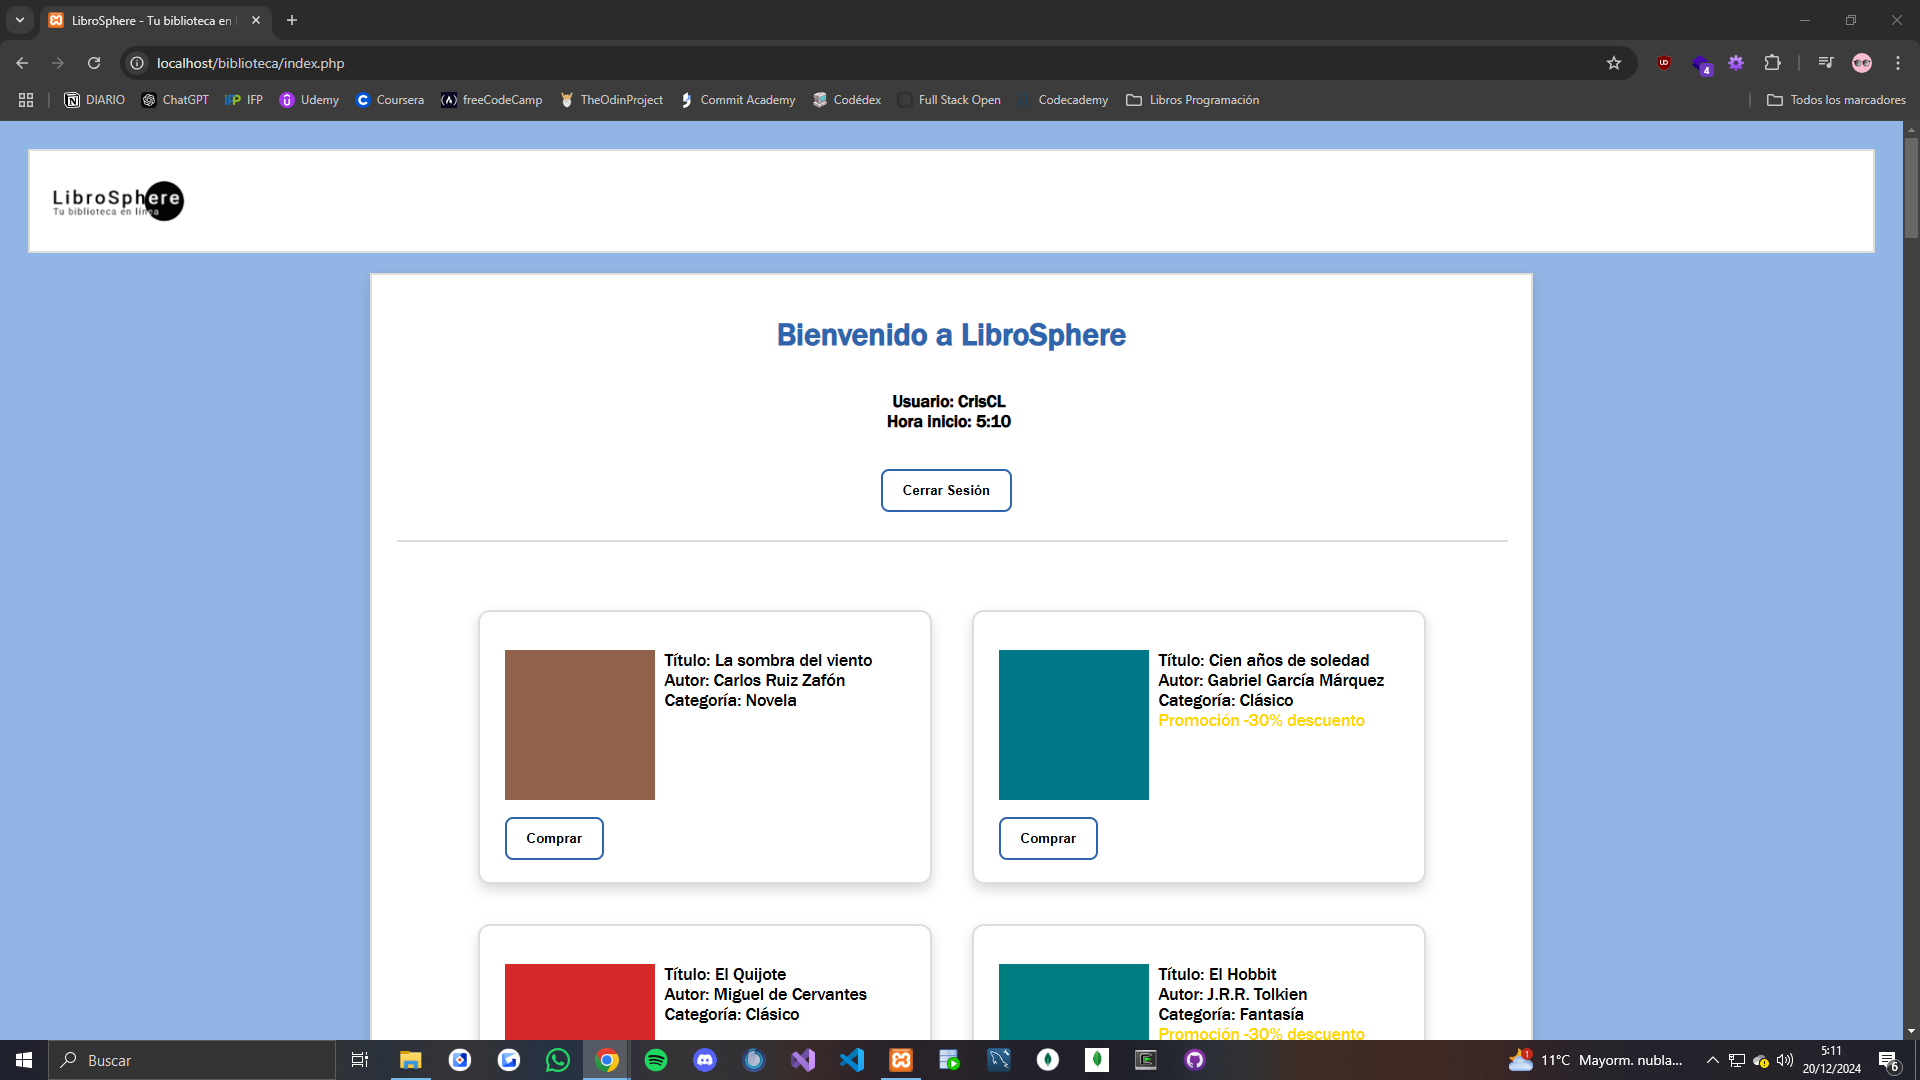 LibroSphere - Tu biblioteca en
localhost/biblioteca/index.php
4
DIARIO
ChatGPT
IFP
Udemy
Coursera
freeCodeCamp
TheOdinProject
Commit Academy
Codédex
Full Stack Open
Codecademy
Libros Programación
Todos los marcadores
LibroSphere
Tu biblioteca en línea
Bienvenido a LibroSphere
Usuario: CrisCL
Hora inicio: 5:10
Cerrar Sesión
Título: La sombra del viento
Autor: Carlos Ruiz Zafón
Categoría: Novela
Comprar
Título: Cien años de soledad
Autor: Gabriel García Márquez
Categoría: Clásico
Promoción -30% descuento
Comprar
Título: El Quijote
Autor: Miguel de Cervantes
Categoría: Clásico
Título: El Hobbit
Autor: J.R.R. Tolkien
Categoría: Fantasía
Promoción -30% descuento
Buscar
1
11°C Mayorm. nubla...
5:11
20/12/2024
6